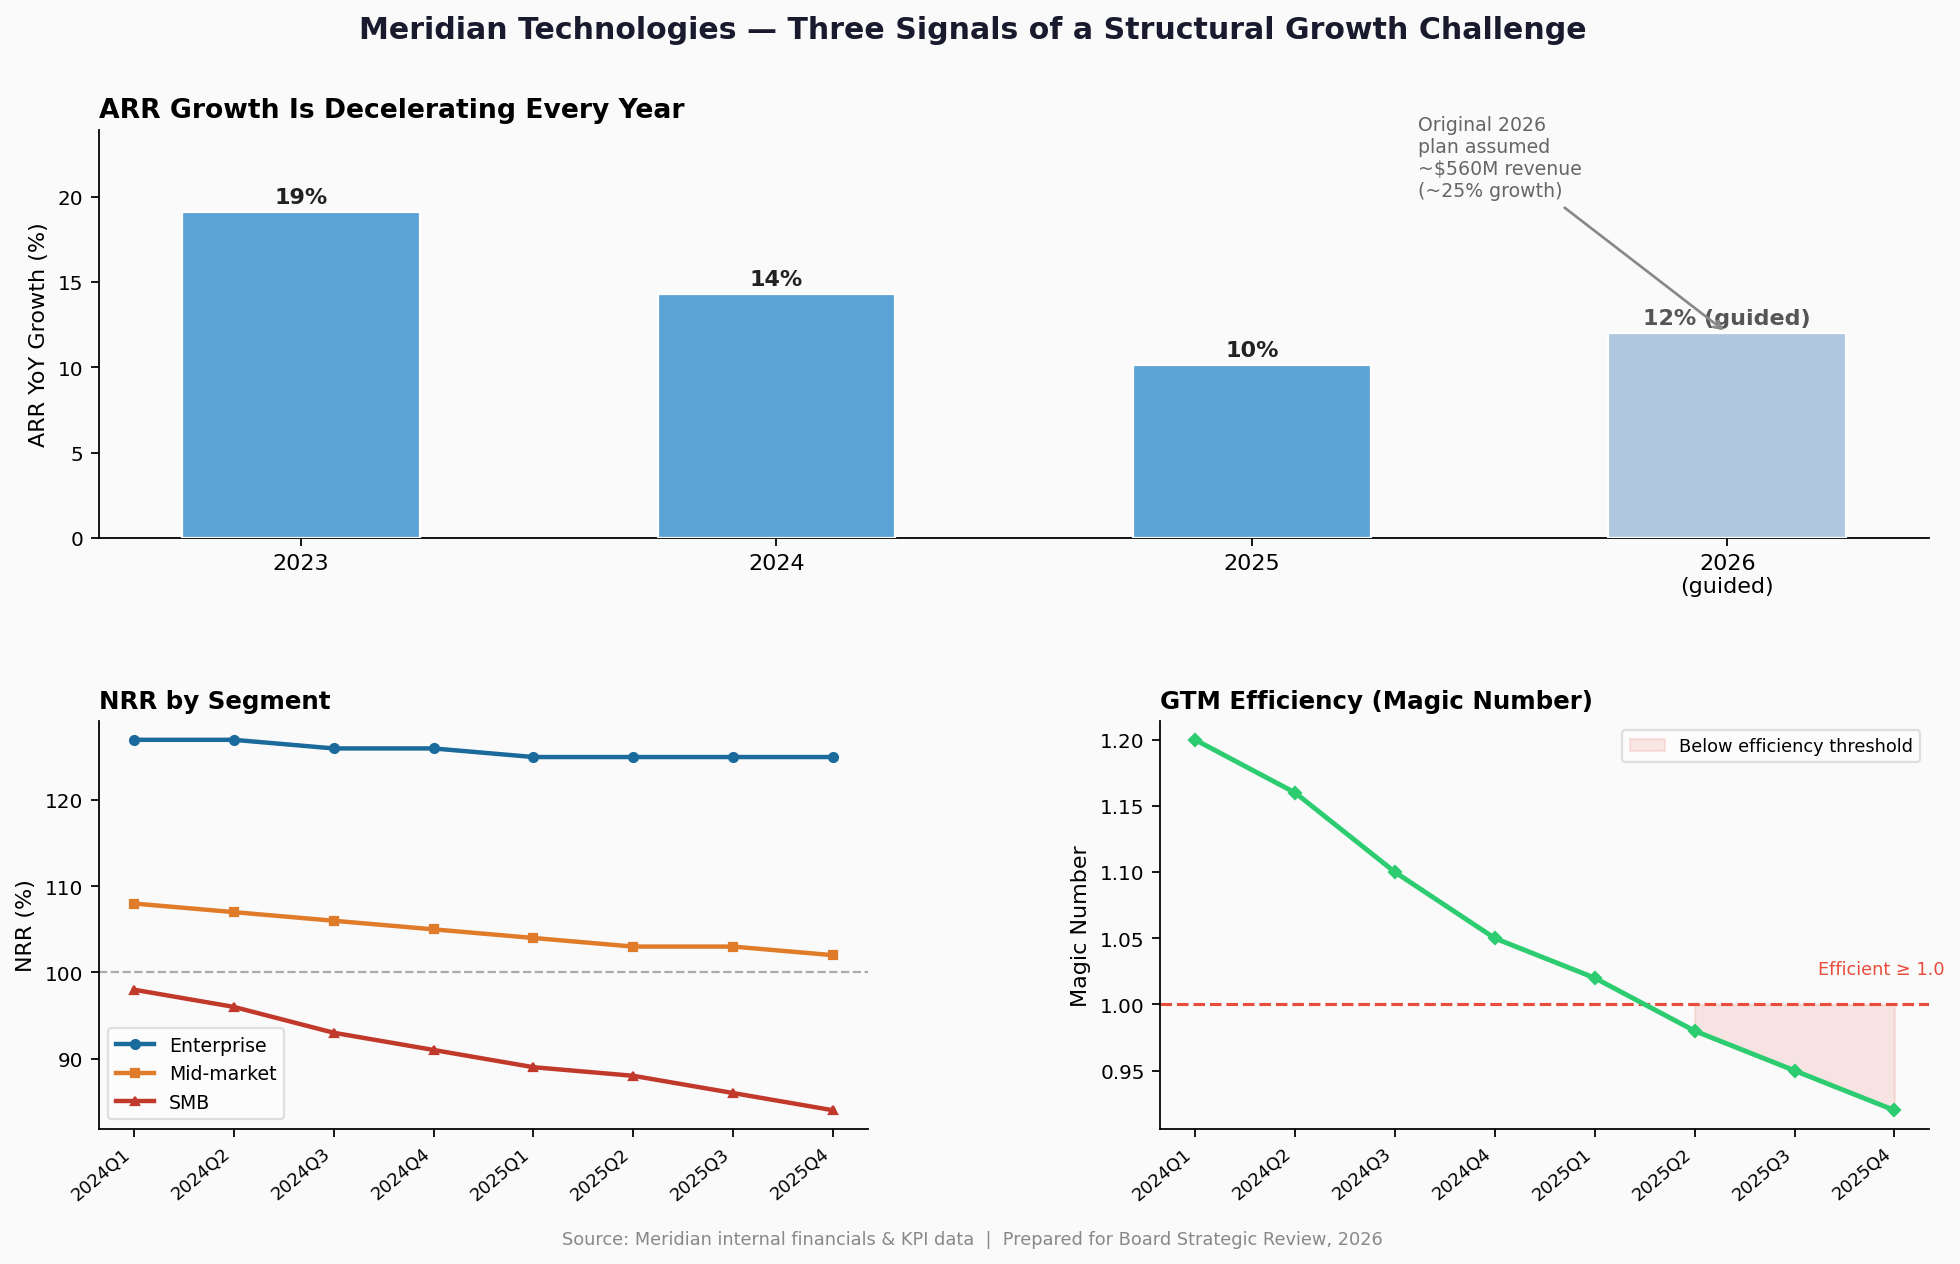 Meridian Technologies — Three Signals of a Structural Growth Challenge
ARR Growth Is Decelerating Every Year
Original 2026
plan assumed
~$560M revenue
(~25% growth)
ARR YoY Growth (%)
20
15
10
5
0
19%
14%
10%
12% (guided)
2023
2024
2025
2026
(guided)
NRR by Segment
NRR (%)
120
110
100
90
Enterprise
Mid-market
SMB
2024Q1
2024Q2
2024Q3
2024Q4
2025Q1
2025Q2
2025Q3
2025Q4
GTM Efficiency (Magic Number)
Magic Number
1.20
1.15
1.10
1.05
1.00
0.95
Below efficiency threshold
Efficient ≥ 1.0
2024Q1
2024Q2
2024Q3
2024Q4
2025Q1
2025Q2
2025Q3
2025Q4
Source: Meridian internal financials & KPI data | Prepared for Board Strategic Review, 2026